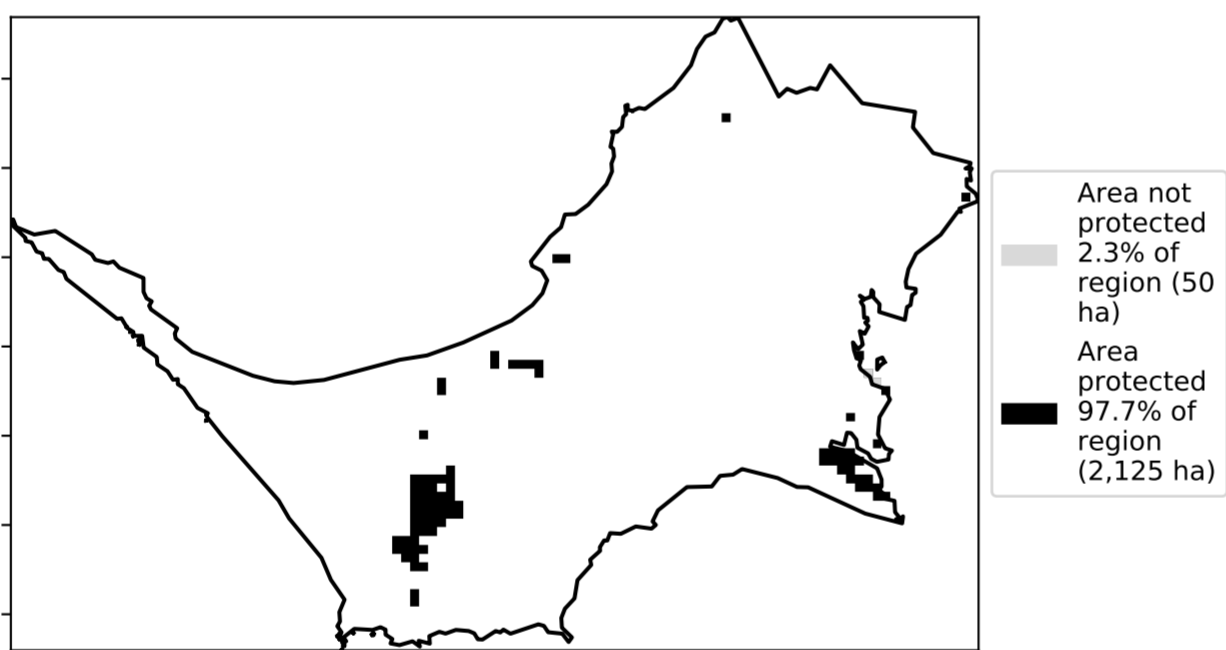 Area not
protected
2.3% of
region (50
ha)
Area
protected
97.7% of
region
(2,125 ha)